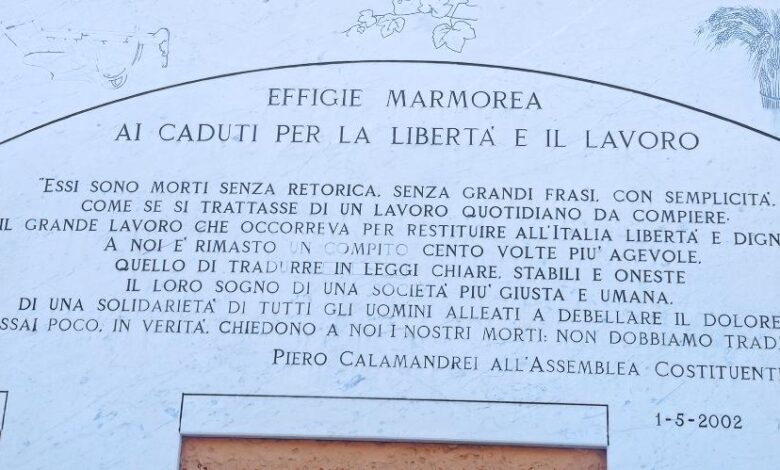 EFFIGIE MARMOREA
AI CADUTI PER LA LIBERTA' E IL LAVORO
"ESSI SONO MORTI SENZA RETORICA, SENZA GRANDI FRASI, CON SEMPLICITA'.
COME SE SI TRATTASSE DI UN LAVORO QUOTIDIANO DA COMPIERE.
IL GRANDE LAVORO CHE OCCORREVA PER RESTITUIRE ALL'ITALIA LIBERTA' E DIGN
A NOI E' RIMASTO UN COMPITO CENTO VOLTE PIU' AGEVOLE,
QUELLO DI TRADURRE IN LEGGI CHIARE, STABILI E ONESTE
IL LORO SOGNO DI UNA SOCIETA' PIU' GIUSTA E UMANA.
DI UNA SOLIDARIETA' DI TUTTI GLI UOMINI ALLEATI A DEBELLARE IL DOLORE
SSAI POCO, IN VERITA', CHIEDONO A NOI I NOSTRI MORTI: NON DOBBIAMO TRADI
PIERO CALAMANDREI ALL'ASSEMBLEA COSTITUENT
1-5-2002